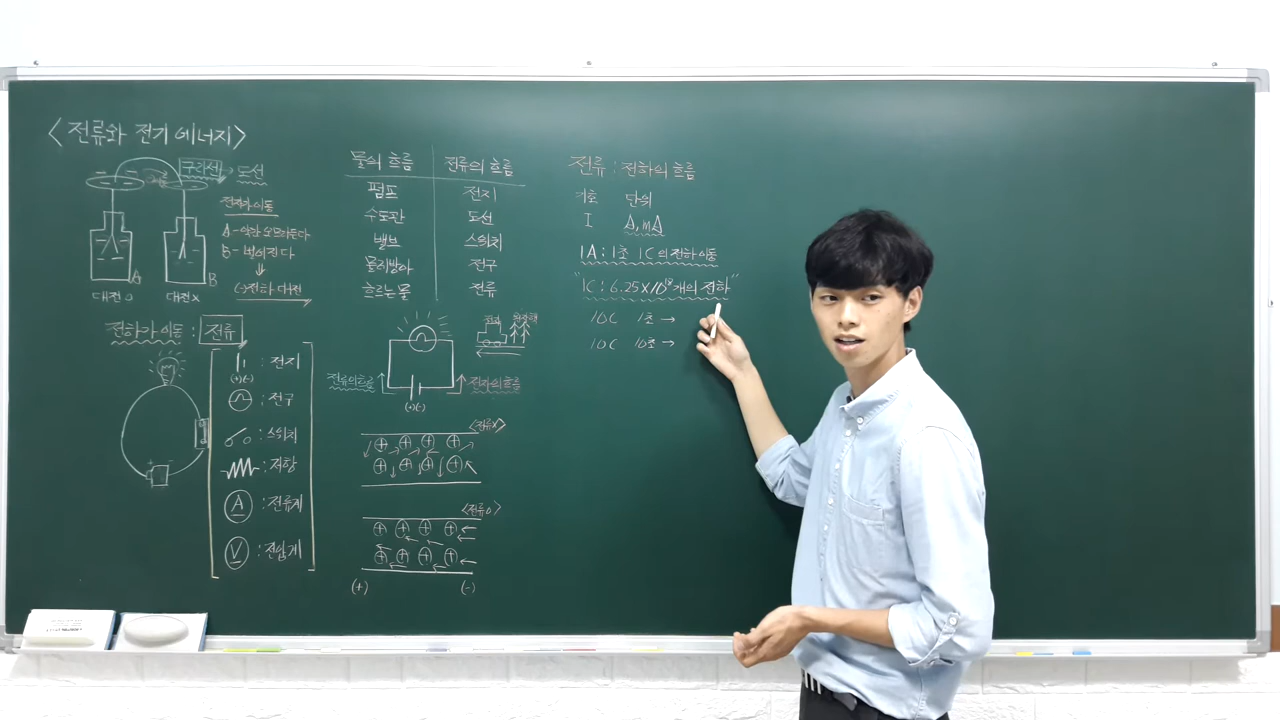 <전류와 전기 에너지>
구리선 → 도선
전자가 이동
A - 약간 오므라든다
B - 벌어진다
(-)전하 대전
A
B
대전 O
대전 X
전하가 이동 : 전류
+ -
: 전지
(+)(-)
: 전구
: 스위치
: 저항
A : 전류계
V : 전압계
물의 흐름 전류의 흐름
펌프 전지
수도관 도선
밸브 스위치
물레방아 전구
흐르는 물 전류
전류의 흐름
전자의 흐름
(+)(-)
<전류X>
<전류O>
(+) (-)
전류 : 전하의 흐름
기호 단위
I A, mA
1A : 1초 1C의 전하 이동
"1C : 6.25×10¹⁸개의 전하"
10C 1초 →
10C 10초 →